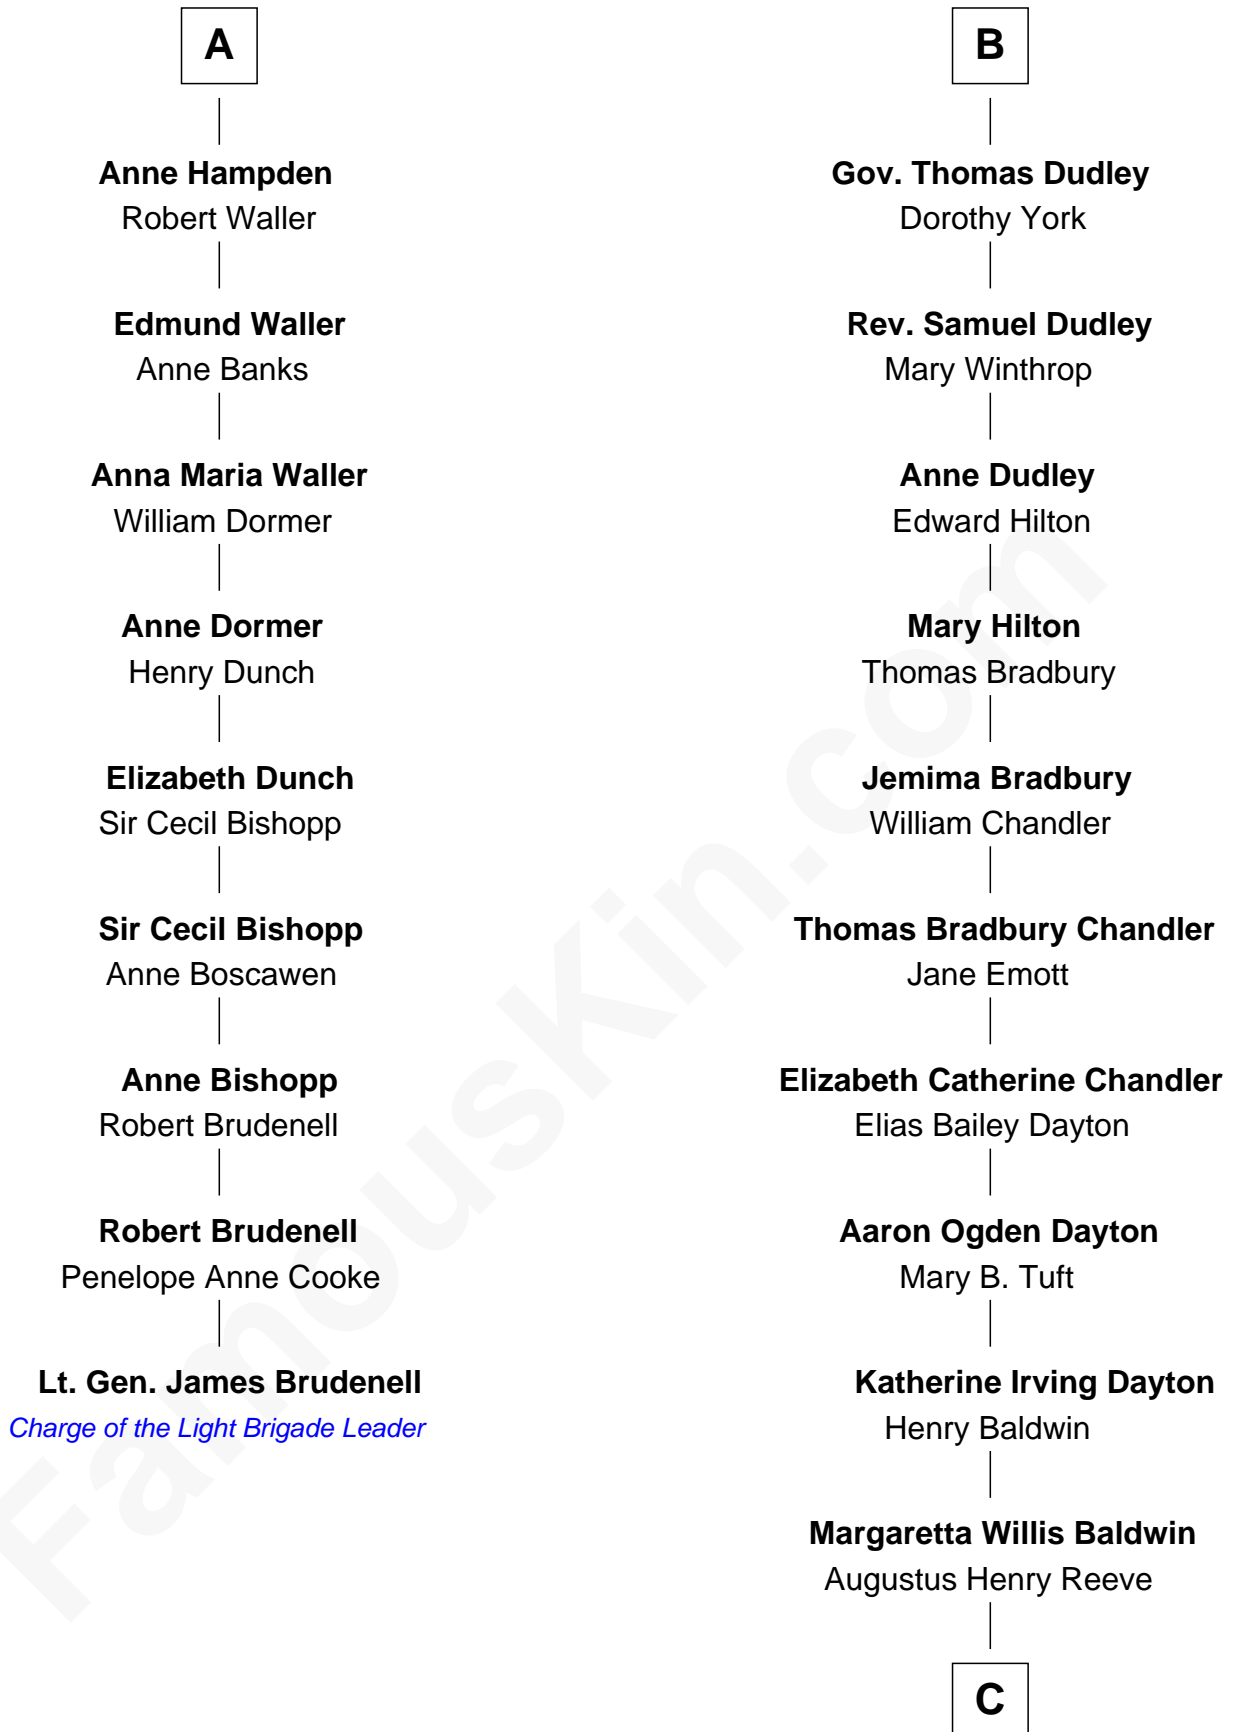 A
Anne Hampden
Robert Waller
Edmund Waller
Anne Banks
Anna Maria Waller
William Dormer
Anne Dormer
Henry Dunch
Elizabeth Dunch
Sir Cecil Bishopp
Sir Cecil Bishopp
Anne Boscawen
Anne Bishopp
Robert Brudenell
Robert Brudenell
Penelope Anne Cooke
Lt. Gen. James Brudenell
Charge of the Light Brigade Leader
B
Gov. Thomas Dudley
Dorothy York
Rev. Samuel Dudley
Mary Winthrop
Anne Dudley
Edward Hilton
Mary Hilton
Thomas Bradbury
Jemima Bradbury
William Chandler
Thomas Bradbury Chandler
Jane Emott
Elizabeth Catherine Chandler
Elias Bailey Dayton
Aaron Ogden Dayton
Mary B. Tuft
Katherine Irving Dayton
Henry Baldwin
Margaretta Willis Baldwin
Augustus Henry Reeve
C
FamousKin.com